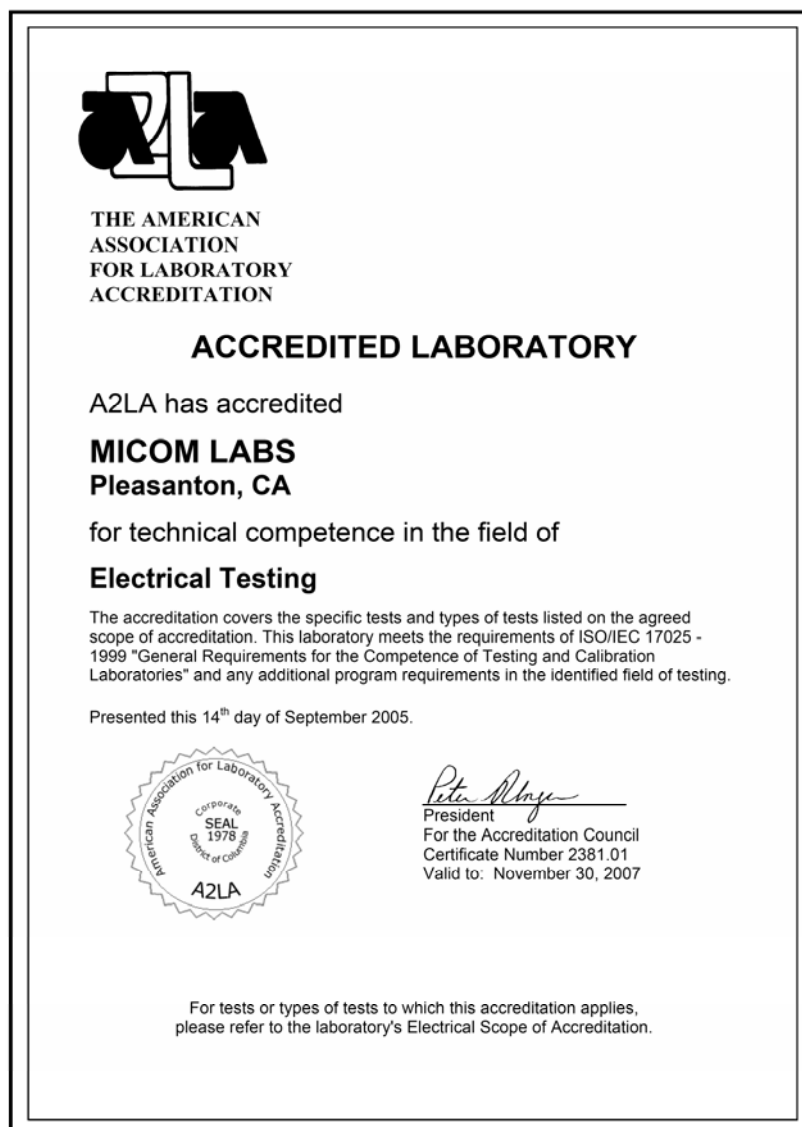 A2LA
THE AMERICAN
ASSOCIATION
FOR LABORATORY
ACCREDITATION
ACCREDITED LABORATORY
A2LA has accredited
MICOM LABS
Pleasanton, CA
for technical competence in the field of
Electrical Testing
The accreditation covers the specific tests and types of tests listed on the agreed
scope of accreditation. This laboratory meets the requirements of ISO/IEC 17025 -
1999 "General Requirements for the Competence of Testing and Calibration
Laboratories" and any additional program requirements in the identified field of testing.
Presented this 14th day of September 2005.
American Association for Laboratory Accreditation
Corporate
SEAL
1978
District of Columbia
A2LA
Peter
President
For the Accreditation Council
Certificate Number 2381.01
Valid to: November 30, 2007
For tests or types of tests to which this accreditation applies,
please refer to the laboratory's Electrical Scope of Accreditation.